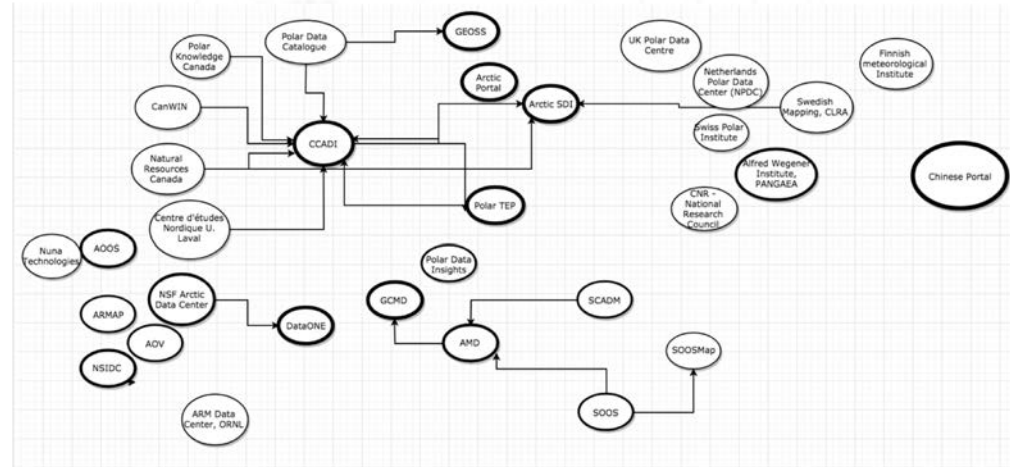 Polar Data
Catalogue
GEOSS
UK Polar Data
Centre
Polar
Knowledge
Canada
Finnish
meteorological
Institute
Arctic
Portal
Netherlands
Polar Data
Center (NPDC)
CanWIN
Arctic SDI
Swedish
Mapping, CLRA
CCADI
Swiss Polar
Institute
Natural
Resources
Canada
Alfred Wegener
Institute,
PANGAEA
Chinese Portal
Polar TEP
CNR -
National
Research
Council
Centre d'études
Nordique U.
Laval
Nuna
Technologies
AOOS
Polar Data
Insights
NSF Arctic
Data Center
GCMD
SCADM
ARMAP
DataONE
AOV
AMD
SOOSMap
NSIDC
SOOS
ARM Data
Center, ORNL